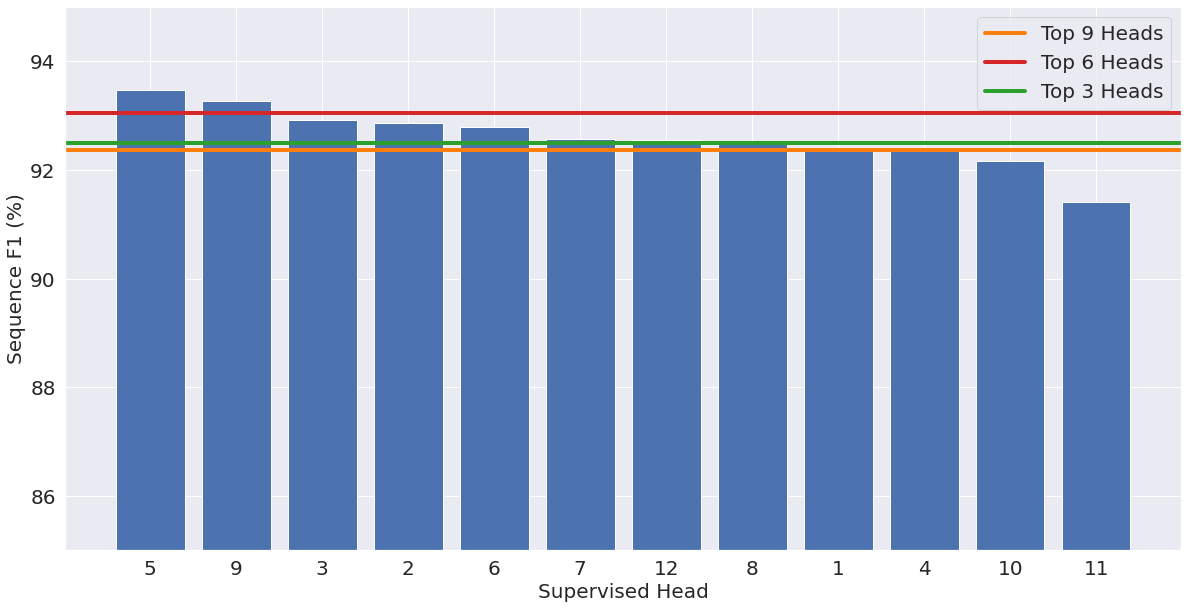 Top 9 Heads
Top 6 Heads
Top 3 Heads
94
92
90
88
86
Sequence F1 (%)
5 9 3 2 6 7 12 8 1 4 10 11
Supervised Head